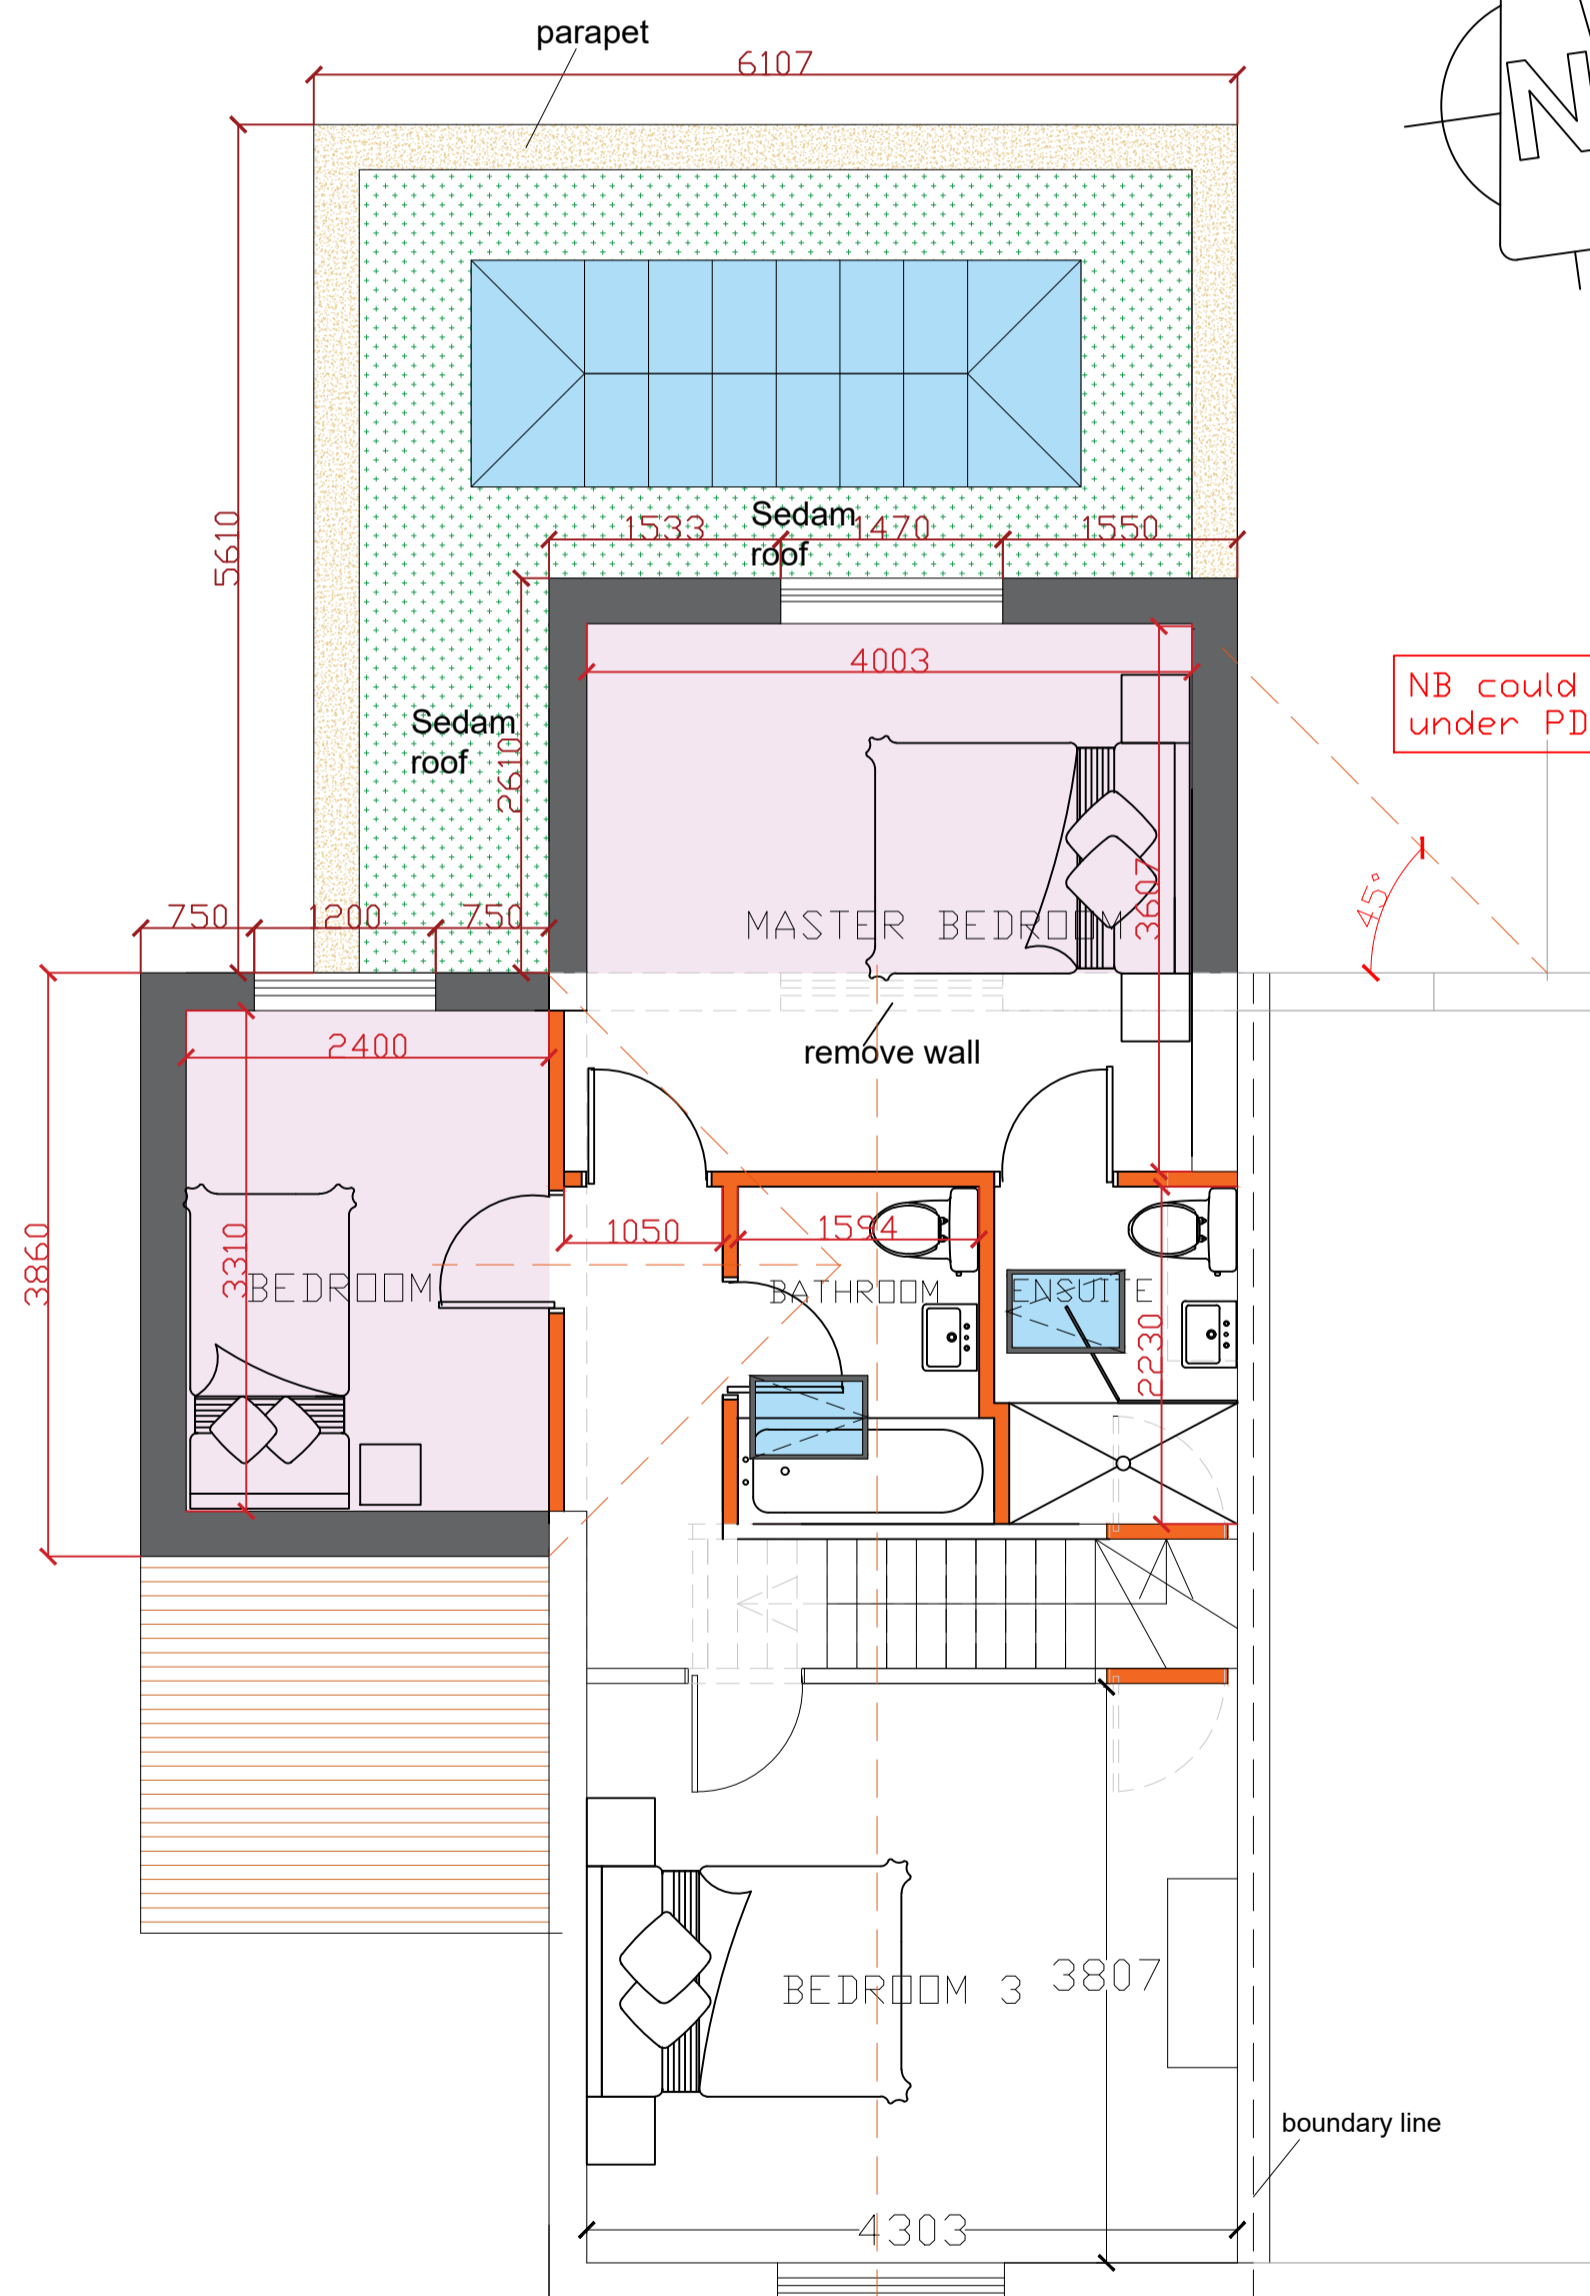 parapet
6107
N
5610
1533
1470
1550
Sedam
roof
4003
NB could
under PD
Sedam
roof
2610
3607
45°
MASTER BEDROOM
750
1200
750
2400
remove wall
3860
3310
BEDROOM
1050
1594
BATHROOM
ENSUITE
2230
BEDROOM 3
3807
boundary line
4303